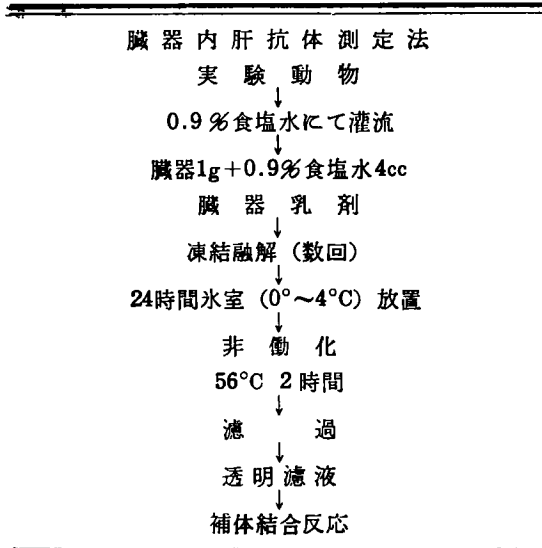 臓器内肝抗体測定法
実験動物
↓
0.9%食塩水にて灌流
↓
臓器1g+0.9%食塩水4cc
臓器乳剤
↓
凍結融解(数回)
↓
24時間氷室(0°~4°C)放置
↓
非働化
56°C 2時間
↓
濾過
↓
透明濾液
↓
補体結合反応